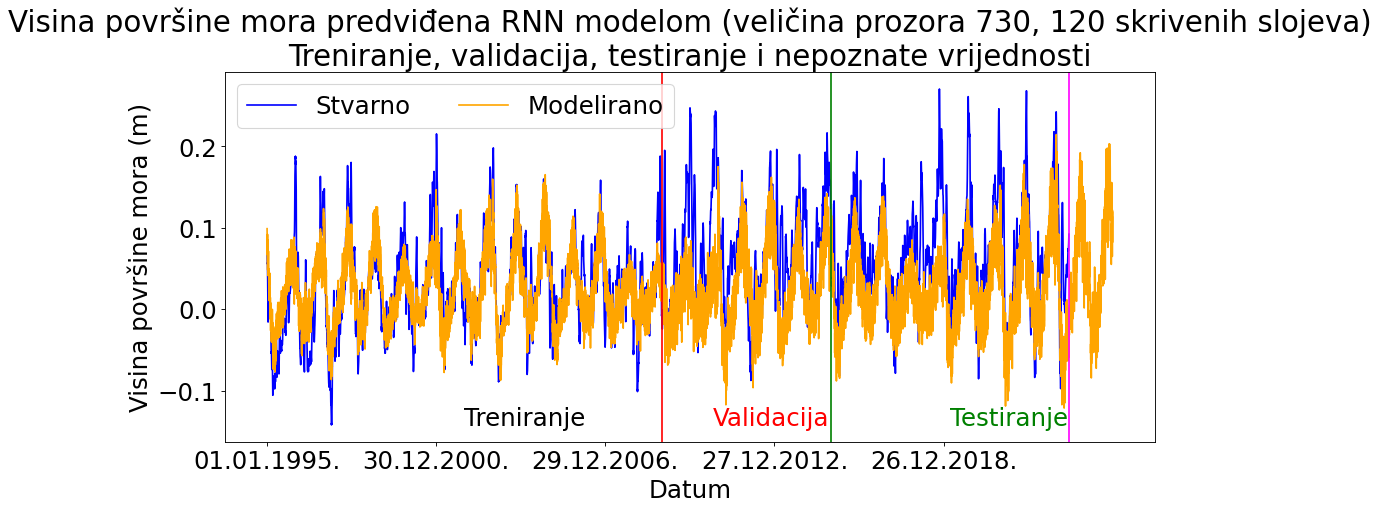 Visina površine mora predviđena RNN modelom (veličina prozora 730, 120 skrivenih slojeva)
Treniranje, validacija, testiranje i nepoznate vrijednosti
Stvarno
Modelirano
Visina površine mora (m)
0.2
0.1
0.0
−0.1
Treniranje
Validacija
Testiranje
01.01.1995.
30.12.2000.
29.12.2006.
27.12.2012.
26.12.2018.
Datum